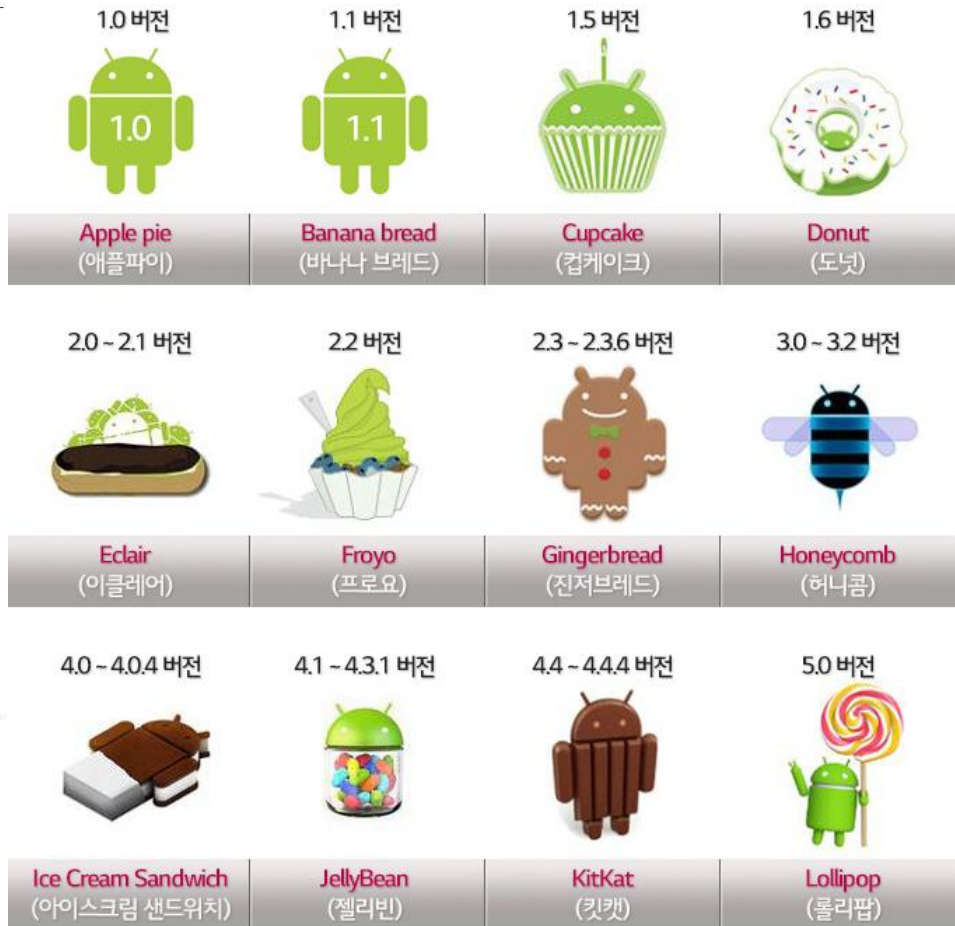 1.0 버전
1.1 버전
1.5 버전
1.6 버전
1.0
1.1
Apple pie
(애플파이)
Banana bread
(바나나 브레드)
Cupcake
(컵케이크)
Donut
(도넛)
2.0 ~ 2.1 버전
2.2 버전
2.3 ~ 2.3.6 버전
3.0 ~ 3.2 버전
Eclair
(이클레어)
Froyo
(프로요)
Gingerbread
(진저브레드)
Honeycomb
(허니콤)
4.0 ~ 4.0.4 버전
4.1 ~ 4.3.1 버전
4.4 ~ 4.4.4 버전
5.0 버전
Ice Cream Sandwich
(아이스크림 샌드위치)
JellyBean
(젤리빈)
KitKat
(킷캣)
Lollipop
(롤리팝)